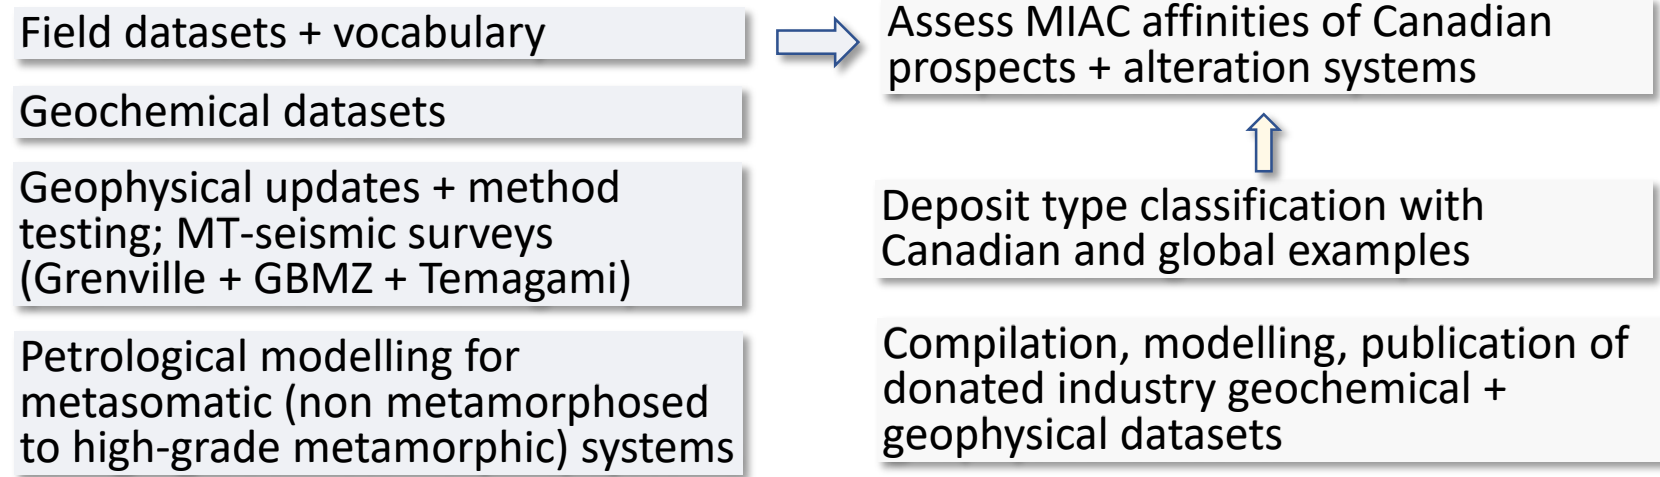 Field datasets + vocabulary
Geochemical datasets
Geophysical updates + method
testing; MT-seismic surveys
(Grenville + GBMZ + Temagami)
Petrological modelling for
metasomatic (non metamorphosed
to high-grade metamorphic) systems
Assess MIAC affinities of Canadian
prospects + alteration systems
Deposit type classification with
Canadian and global examples
Compilation, modelling, publication of
donated industry geochemical +
geophysical datasets